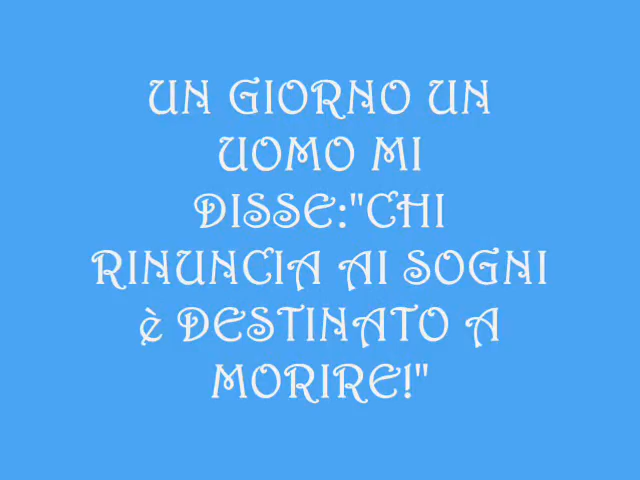 UN GIORNO UN
UOMO MI
DISSE:"CHI
RINUNCIA AI SOGNI
è DESTINATO A
MORIRE!"